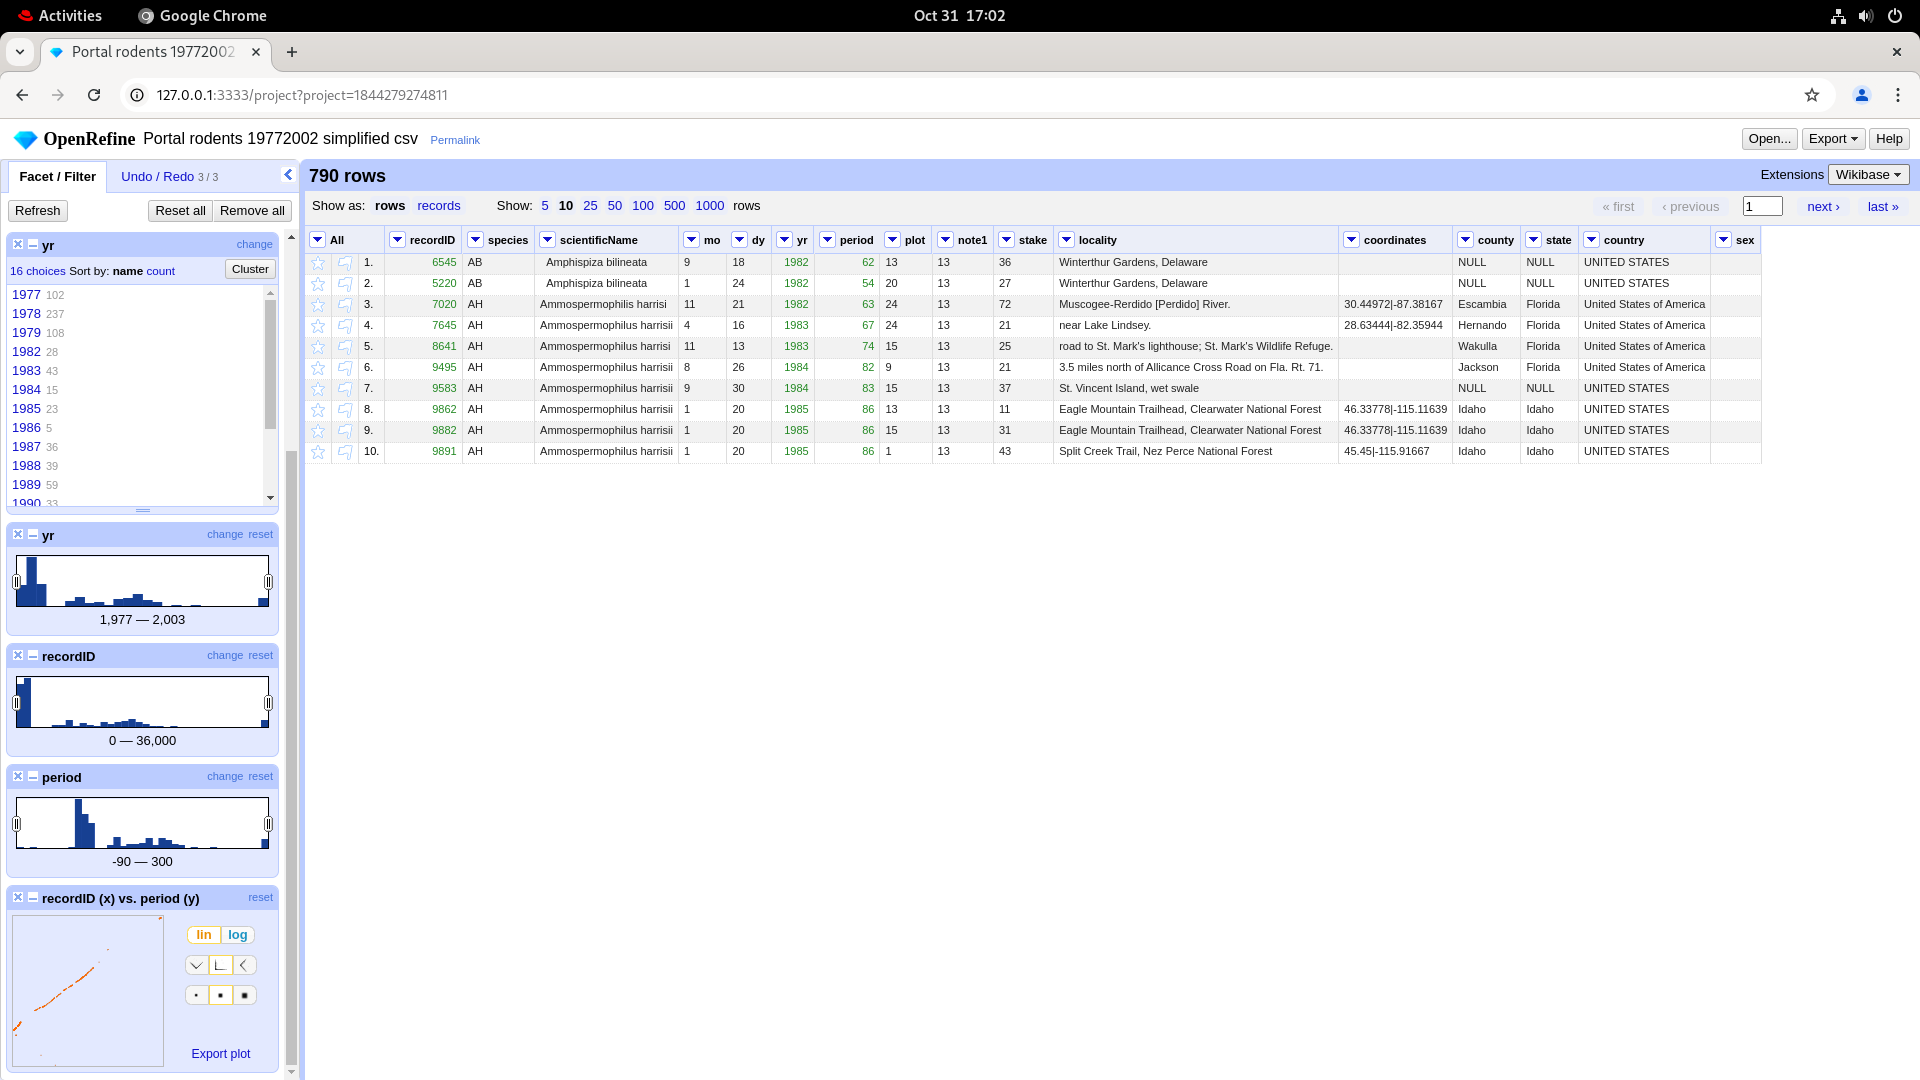 Activities Google Chrome Oct 31 17:02
Portal rodents 19772002
127.0.0.1:3333/project?project=1844279274811
OpenRefine Portal rodents 19772002 simplified csv Permalink Open... Export Help
Facet / Filter Undo / Redo 3 / 3
Refresh Reset all Remove all
yr change
16 choices Sort by: name count Cluster
1977 102
1978 237
1979 108
1982 28
1983 43
1984 15
1985 23
1986 5
1987 36
1988 39
1989 59
1990 33
yr change reset
1,977 — 2,003
recordID change reset
0 — 36,000
period change reset
-90 — 300
recordID (x) vs. period (y) reset
lin log
Export plot
790 rows Extensions Wikibase
Show as: rows records Show: 5 10 25 50 100 500 1000 rows « first ‹ previous 1 next › last »
All recordID species scientificName mo dy yr period plot note1 stake locality coordinates county state country sex
1. 6545 AB Amphispiza bilineata 9 18 1982 62 13 13 36 Winterthur Gardens, Delaware NULL NULL UNITED STATES
2. 5220 AB Amphispiza bilineata 1 24 1982 54 20 13 27 Winterthur Gardens, Delaware NULL NULL UNITED STATES
3. 7020 AH Ammospermophilis harrisi 11 21 1982 63 24 13 72 Muscogee-Rerdido [Perdido] River. 30.44972|-87.38167 Escambia Florida United States of America
4. 7645 AH Ammospermophilus harrisii 4 16 1983 67 24 13 21 near Lake Lindsey. 28.63444|-82.35944 Hernando Florida United States of America
5. 8641 AH Ammospermophilus harrisi 11 13 1983 74 15 13 25 road to St. Mark's lighthouse; St. Mark's Wildlife Refuge. Wakulla Florida United States of America
6. 9495 AH Ammospermophilus harrisii 8 26 1984 82 9 13 21 3.5 miles north of Allicance Cross Road on Fla. Rt. 71. Jackson Florida United States of America
7. 9583 AH Ammospermophilus harrisii 9 30 1984 83 15 13 37 St. Vincent Island, wet swale NULL NULL UNITED STATES
8. 9862 AH Ammospermophilus harrisii 1 20 1985 86 13 13 11 Eagle Mountain Trailhead, Clearwater National Forest 46.33778|-115.11639 Idaho Idaho UNITED STATES
9. 9882 AH Ammospermophilus harrisii 1 20 1985 86 15 13 31 Eagle Mountain Trailhead, Clearwater National Forest 46.33778|-115.11639 Idaho Idaho UNITED STATES
10. 9891 AH Ammospermophilus harrisii 1 20 1985 86 1 13 43 Split Creek Trail, Nez Perce National Forest 45.45|-115.91667 Idaho Idaho UNITED STATES